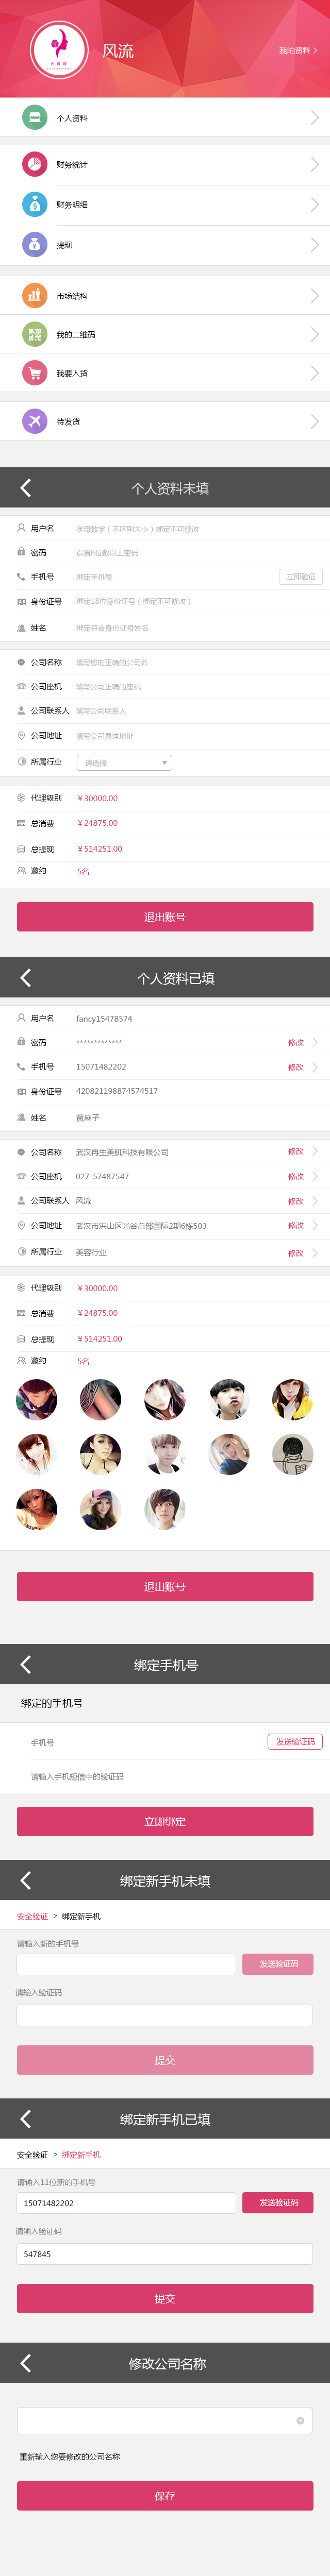 风流
我的资料
个人资料
财务统计
财务明细
提现
市场结构
我的二维码
我要入货
待发货
个人资料未填
用户名 字母数字（不区别大小）绑定不可修改
密码 设置8位数以上密码
手机号 绑定手机号 立即验证
身份证号 绑定18位身份证号（绑定不可修改）
姓名 绑定符合身份证号姓名
公司名称 填写您的正确的公司名
公司座机 填写公司正确的座机
公司联系人 填写公司联系人
公司地址 填写公司具体地址
所属行业 请选择
代理级别 ¥30000.00
总消费 ¥24875.00
总提现 ¥514251.00
邀约 5名
退出账号
个人资料已填
用户名 fancy15478574
密码 ************* 修改
手机号 15071482202 修改
身份证号 420821198874574517
姓名 黄麻子
公司名称 武汉再生美肌科技有限公司 修改
公司座机 027-57487547 修改
公司联系人 风流 修改
公司地址 武汉市洪山区光谷总部国际2期6栋503 修改
所属行业 美容行业 修改
代理级别 ¥30000.00
总消费 ¥24875.00
总提现 ¥514251.00
邀约 5名
退出账号
绑定手机号
绑定的手机号
手机号 发送验证码
请输入手机短信中的验证码
立即绑定
绑定新手机未填
安全验证 > 绑定新手机
请输入新的手机号
发送验证码
请输入验证码
提交
绑定新手机已填
安全验证 > 绑定新手机
请输入11位新的手机号
15071482202 发送验证码
请输入验证码
547845
提交
修改公司名称
重新输入您要修改的公司名称
保存